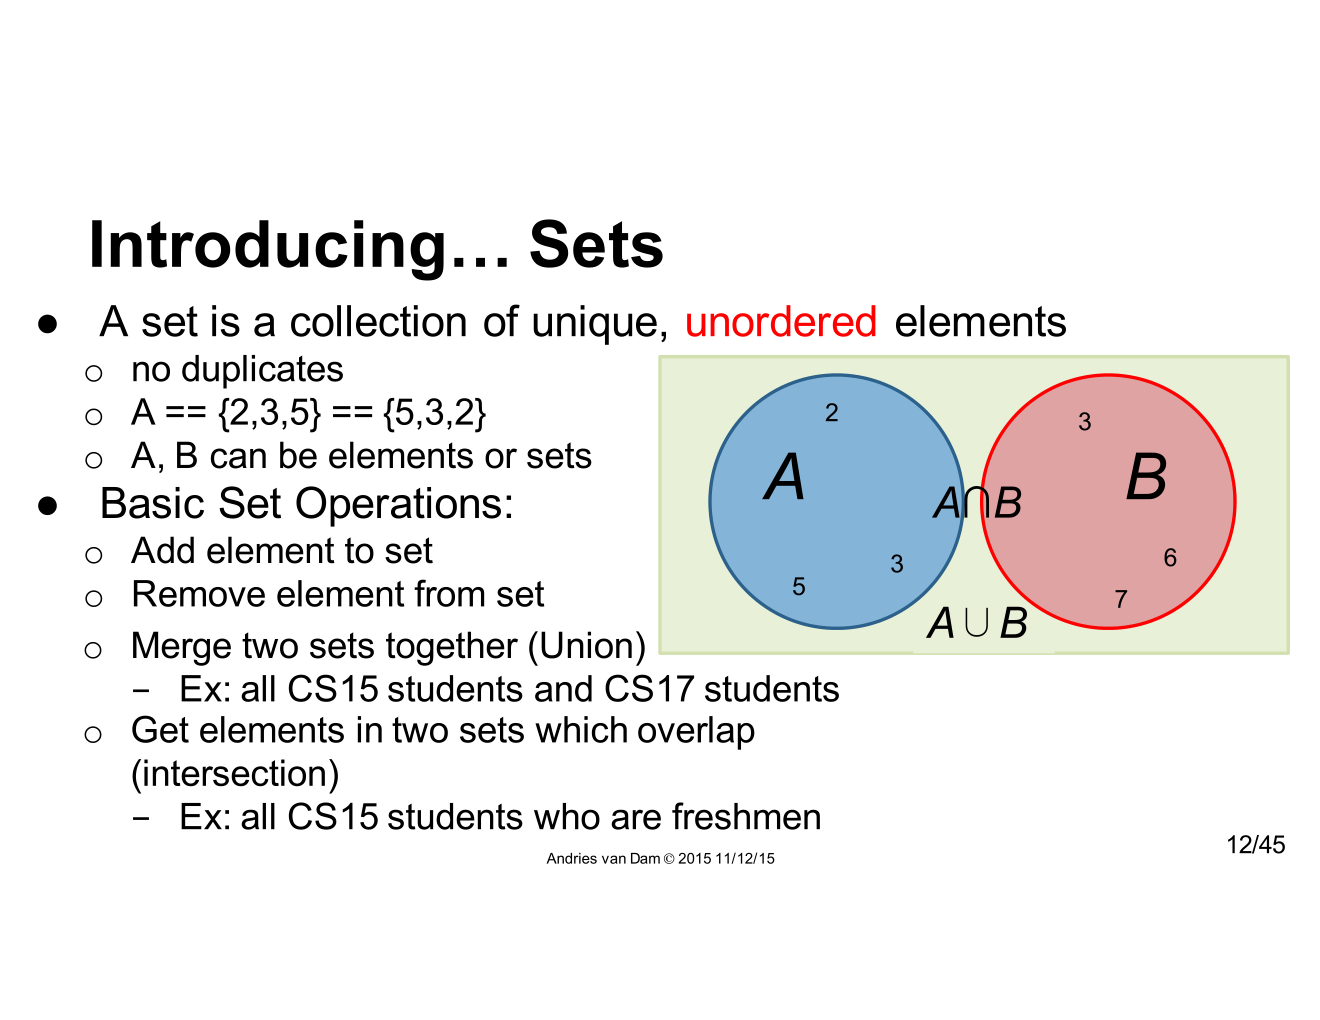 Introducing… Sets
● A set is a collection of unique, unordered elements
○ no duplicates
○ A == {2,3,5} == {5,3,2}
○ A, B can be elements or sets
● Basic Set Operations:
○ Add element to set
○ Remove element from set
○ Merge two sets together (Union)
− Ex: all CS15 students and CS17 students
○ Get elements in two sets which overlap
(intersection)
− Ex: all CS15 students who are freshmen
2
3
A
B
A∩B
3
6
5
7
A ∪ B
Andries van Dam © 2015 11/12/15
12/45